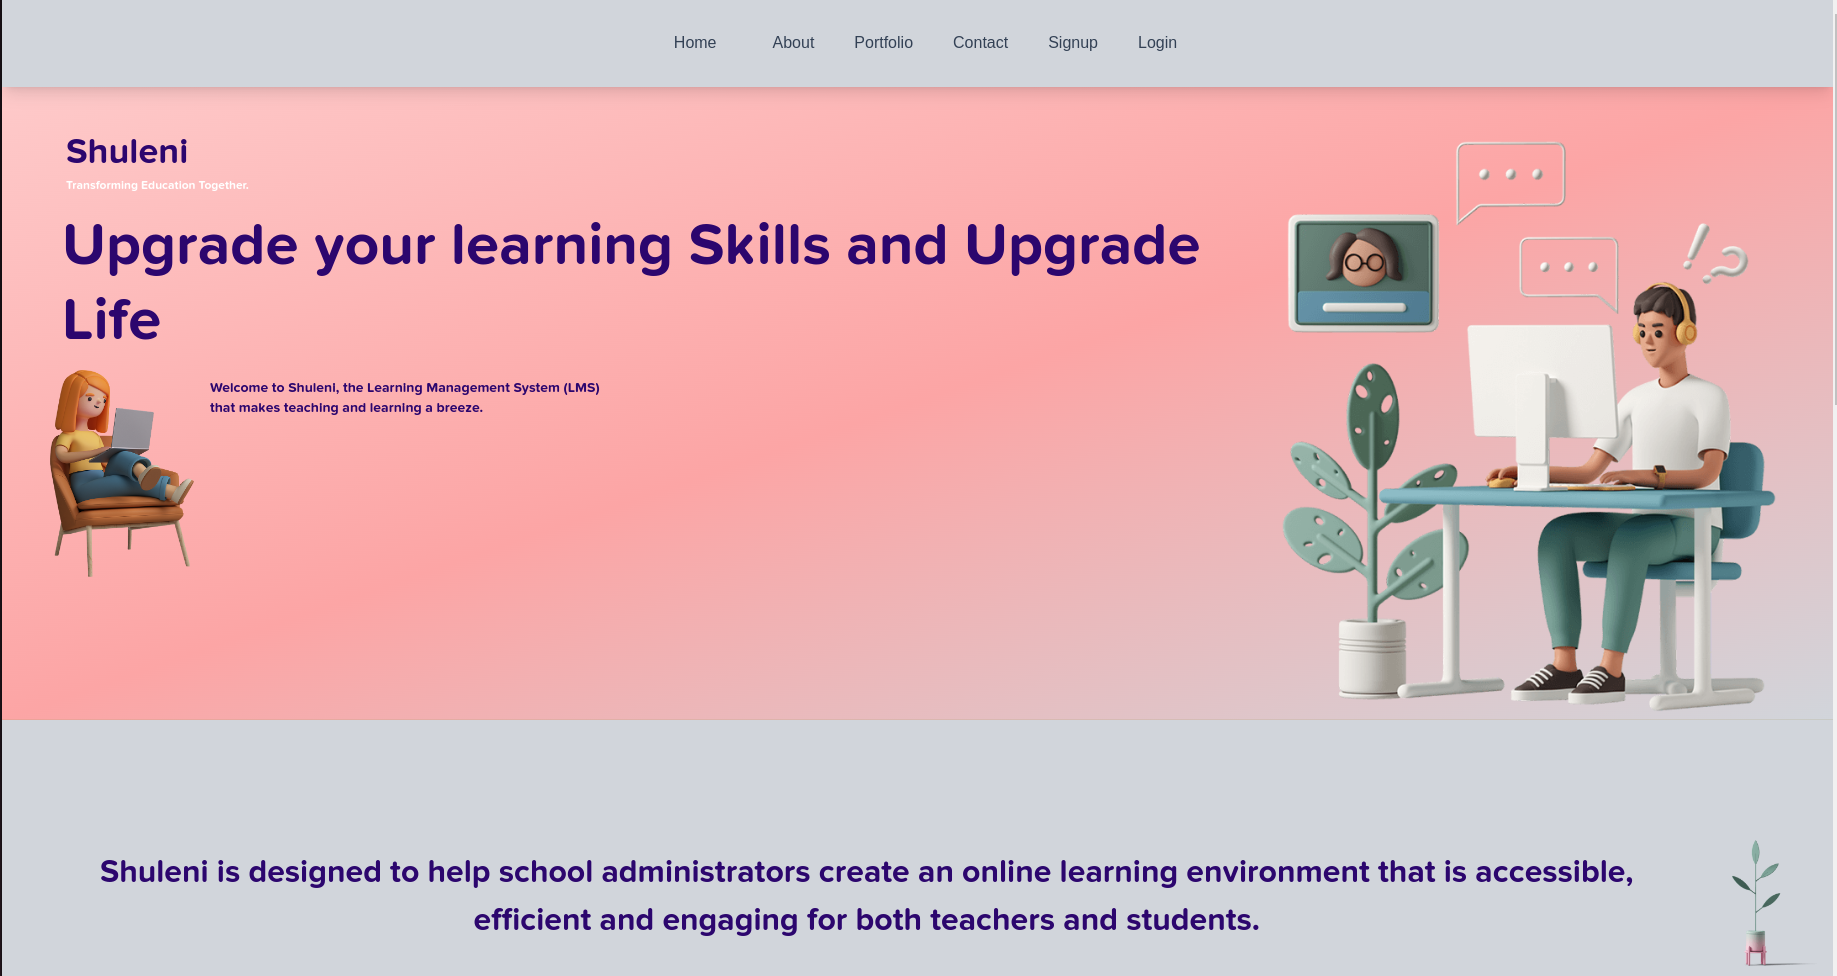 Home About Portfolio Contact Signup Login
Shuleni
Transforming Education Together.
Upgrade your learning Skills and Upgrade
Life
Welcome to Shuleni, the Learning Management System (LMS)
that makes teaching and learning a breeze.
Shuleni is designed to help school administrators create an online learning environment that is accessible,
efficient and engaging for both teachers and students.